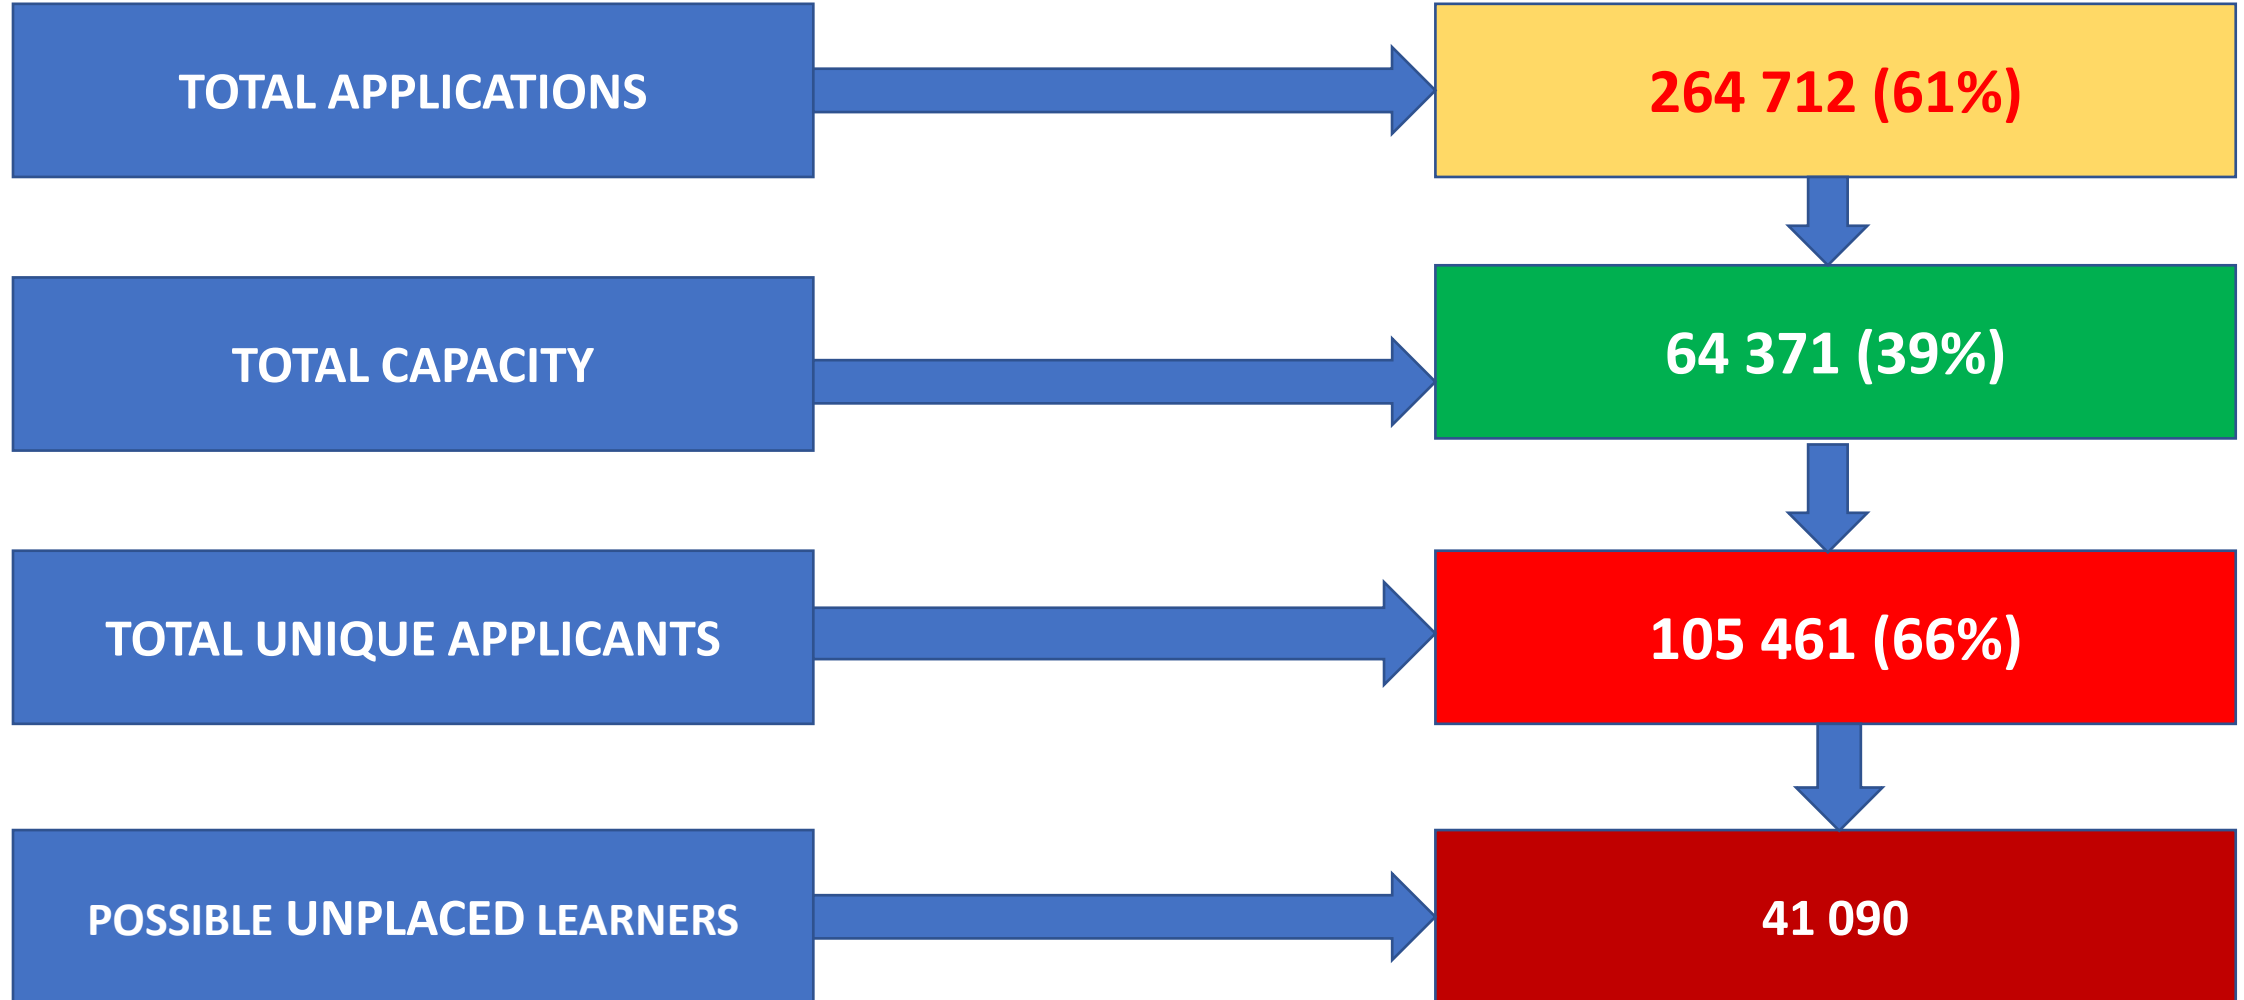 TOTAL APPLICATIONS
264 712 (61%)
TOTAL CAPACITY
64 371 (39%)
TOTAL UNIQUE APPLICANTS
105 461 (66%)
POSSIBLE UNPLACED LEARNERS
41 090